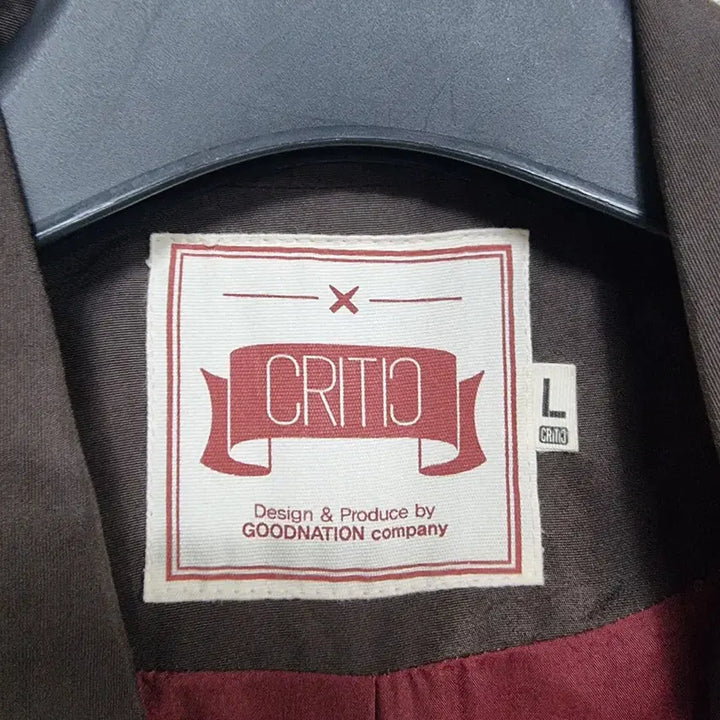 CRITIC
Design & Produce by
GOODNATION company
L
CRITIC